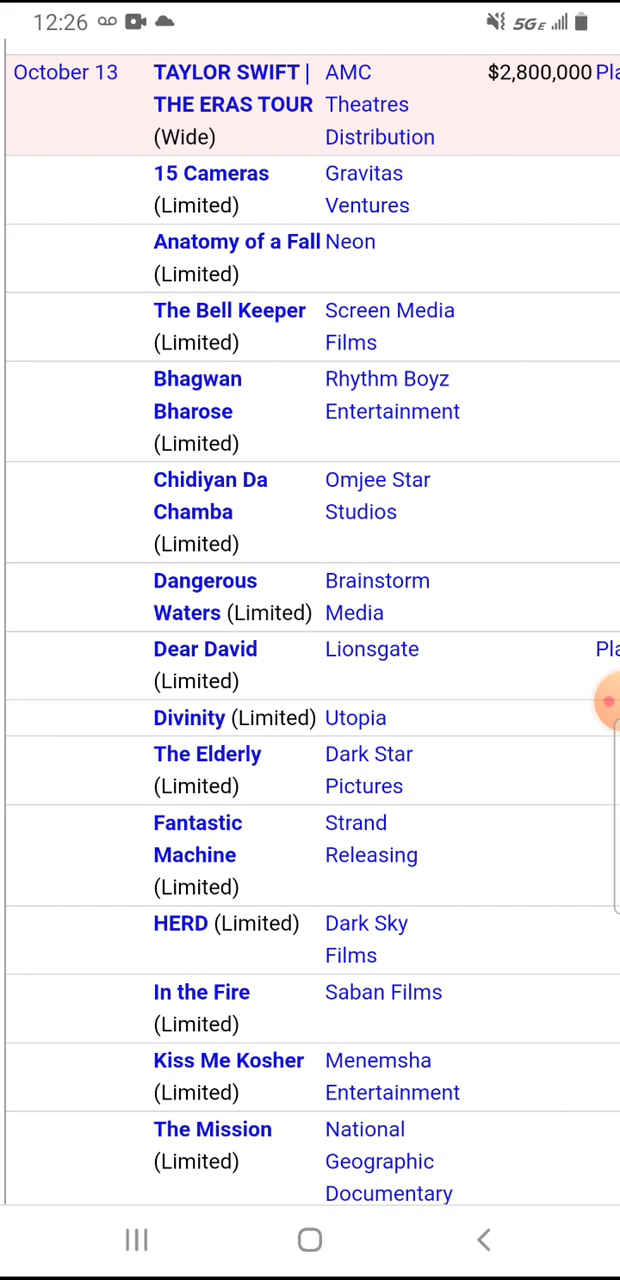 12:26
5GE
October 13 TAYLOR SWIFT | AMC $2,800,000 Pla
THE ERAS TOUR Theatres
(Wide) Distribution
15 Cameras Gravitas
(Limited) Ventures
Anatomy of a Fall Neon
(Limited)
The Bell Keeper Screen Media
(Limited) Films
Bhagwan Rhythm Boyz
Bharose Entertainment
(Limited)
Chidiyan Da Omjee Star
Chamba Studios
(Limited)
Dangerous Brainstorm
Waters (Limited) Media
Dear David Lionsgate Pla
(Limited)
Divinity (Limited) Utopia
The Elderly Dark Star
(Limited) Pictures
Fantastic Strand
Machine Releasing
(Limited)
HERD (Limited) Dark Sky
Films
In the Fire Saban Films
(Limited)
Kiss Me Kosher Menemsha
(Limited) Entertainment
The Mission National
(Limited) Geographic
Documentary